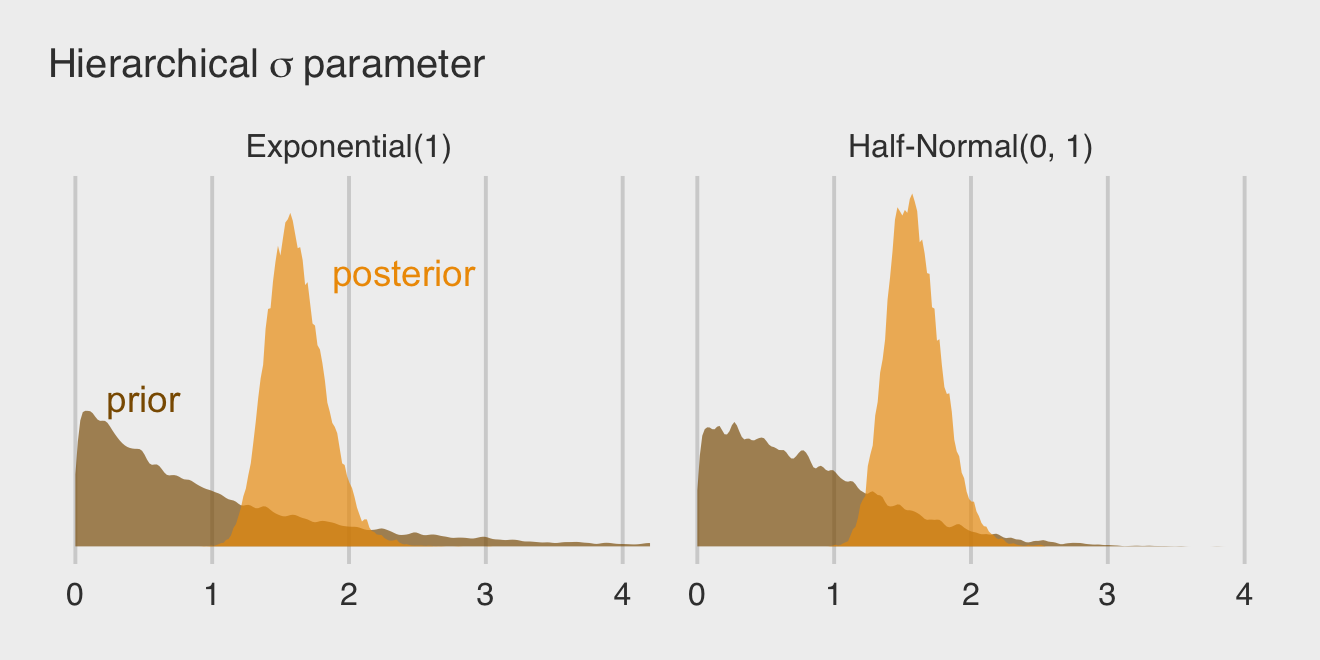 Hierarchical σ parameter
Exponential(1)
Half-Normal(0, 1)
posterior
prior
0 1 2 3 4
0 1 2 3 4